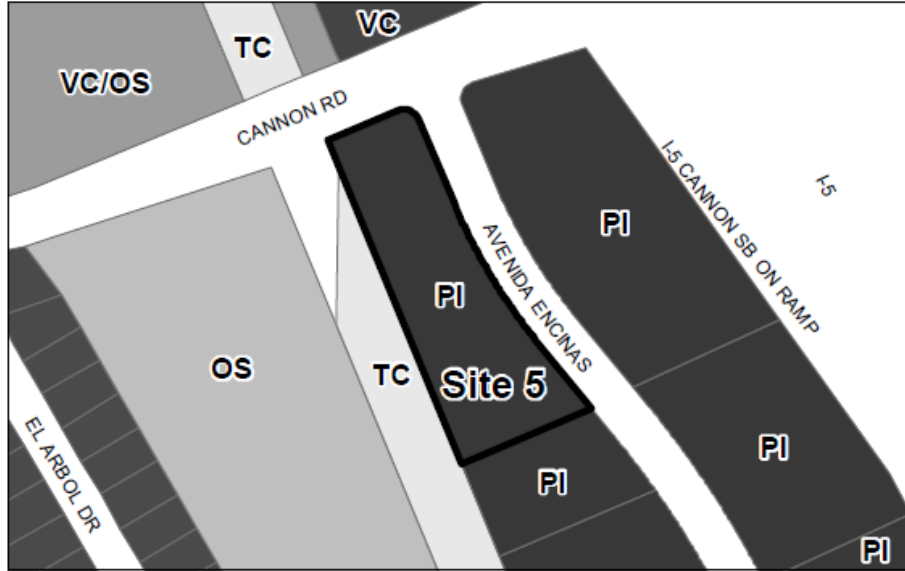 VC
TC
VC/OS
CANNON RD
I-5 CANNON SB ON RAMP
I-5
PI
AVENIDA ENCINAS
PI
OS
TC
Site 5
PI
PI
EL ARBOL DR
PI